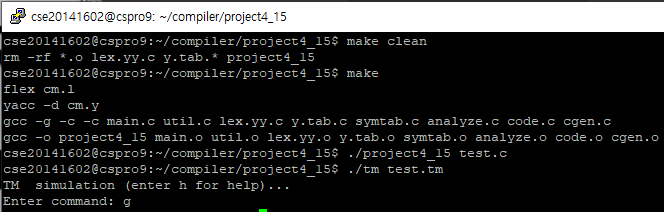 cse20141602@cspro9: ~/compiler/project4_15
cse20141602@cspro9:~/compiler/project4_15$ make clean
rm -rf *.o lex.yy.c y.tab.* project4_15
cse20141602@cspro9:~/compiler/project4_15$ make
flex cm.l
yacc -d cm.y
gcc -g -c -c main.c util.c lex.yy.c y.tab.c symtab.c analyze.c code.c cgen.c
gcc -o project4_15 main.o util.o lex.yy.o y.tab.o symtab.o analyze.o code.o cgen.o
cse20141602@cspro9:~/compiler/project4_15$ ./project4_15 test.c
cse20141602@cspro9:~/compiler/project4_15$ ./tm test.tm
TM  simulation (enter h for help)...
Enter command: g